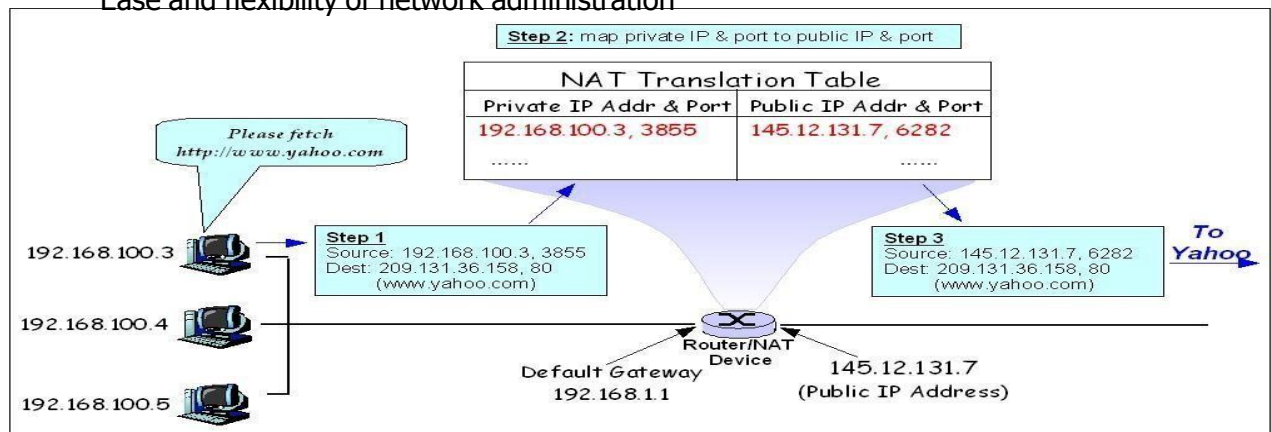 Ease and flexibility of network administration
Step 2: map private IP & port to public IP & port
NAT Translation Table
Private IP Addr & Port
Public IP Addr & Port
192.168.100.3, 3855
145.12.131.7, 6282
......
......
Please fetch
http://www.yahoo.com
192.168.100.3
Step 1
Source: 192.168.100.3, 3855
Dest: 209.131.36.158, 80
(www.yahoo.com)
Step 3
Source: 145.12.131.7, 6282
Dest: 209.131.36.158, 80
(www.yahoo.com)
To
Yahoo
192.168.100.4
Router/NAT
Device
Default Gateway
192.168.1.1
145.12.131.7
(Public IP Address)
192.168.100.5